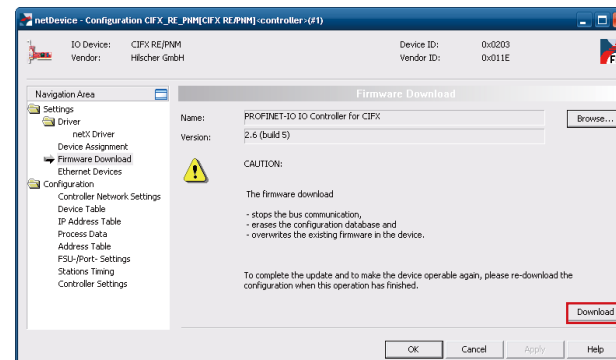 netDevice - Configuration CIFX_RE_PNM[CIFX RE/PNM]<controller>(#1)
IO Device: CIFX RE/PNM Device ID: 0x0203
Vendor: Hilscher GmbH Vendor ID: 0x011E
Navigation Area
Firmware Download
Settings
Driver
netX Driver
Device Assignment
Firmware Download
Ethernet Devices
Configuration
Controller Network Settings
Device Table
IP Address Table
Process Data
Address Table
FSU-/Port- Settings
Stations Timing
Controller Settings
Name: PROFINET-IO IO Controller for CIFX Browse...
Version: 2.6 (build 5)
CAUTION:
The firmware download
- stops the bus communication,
- erases the configuration database and
- overwrites the existing firmware in the device.
To complete the update and to make the device operable again, please re-download the
configuration when this operation has finished.
Download
OK Cancel Apply Help